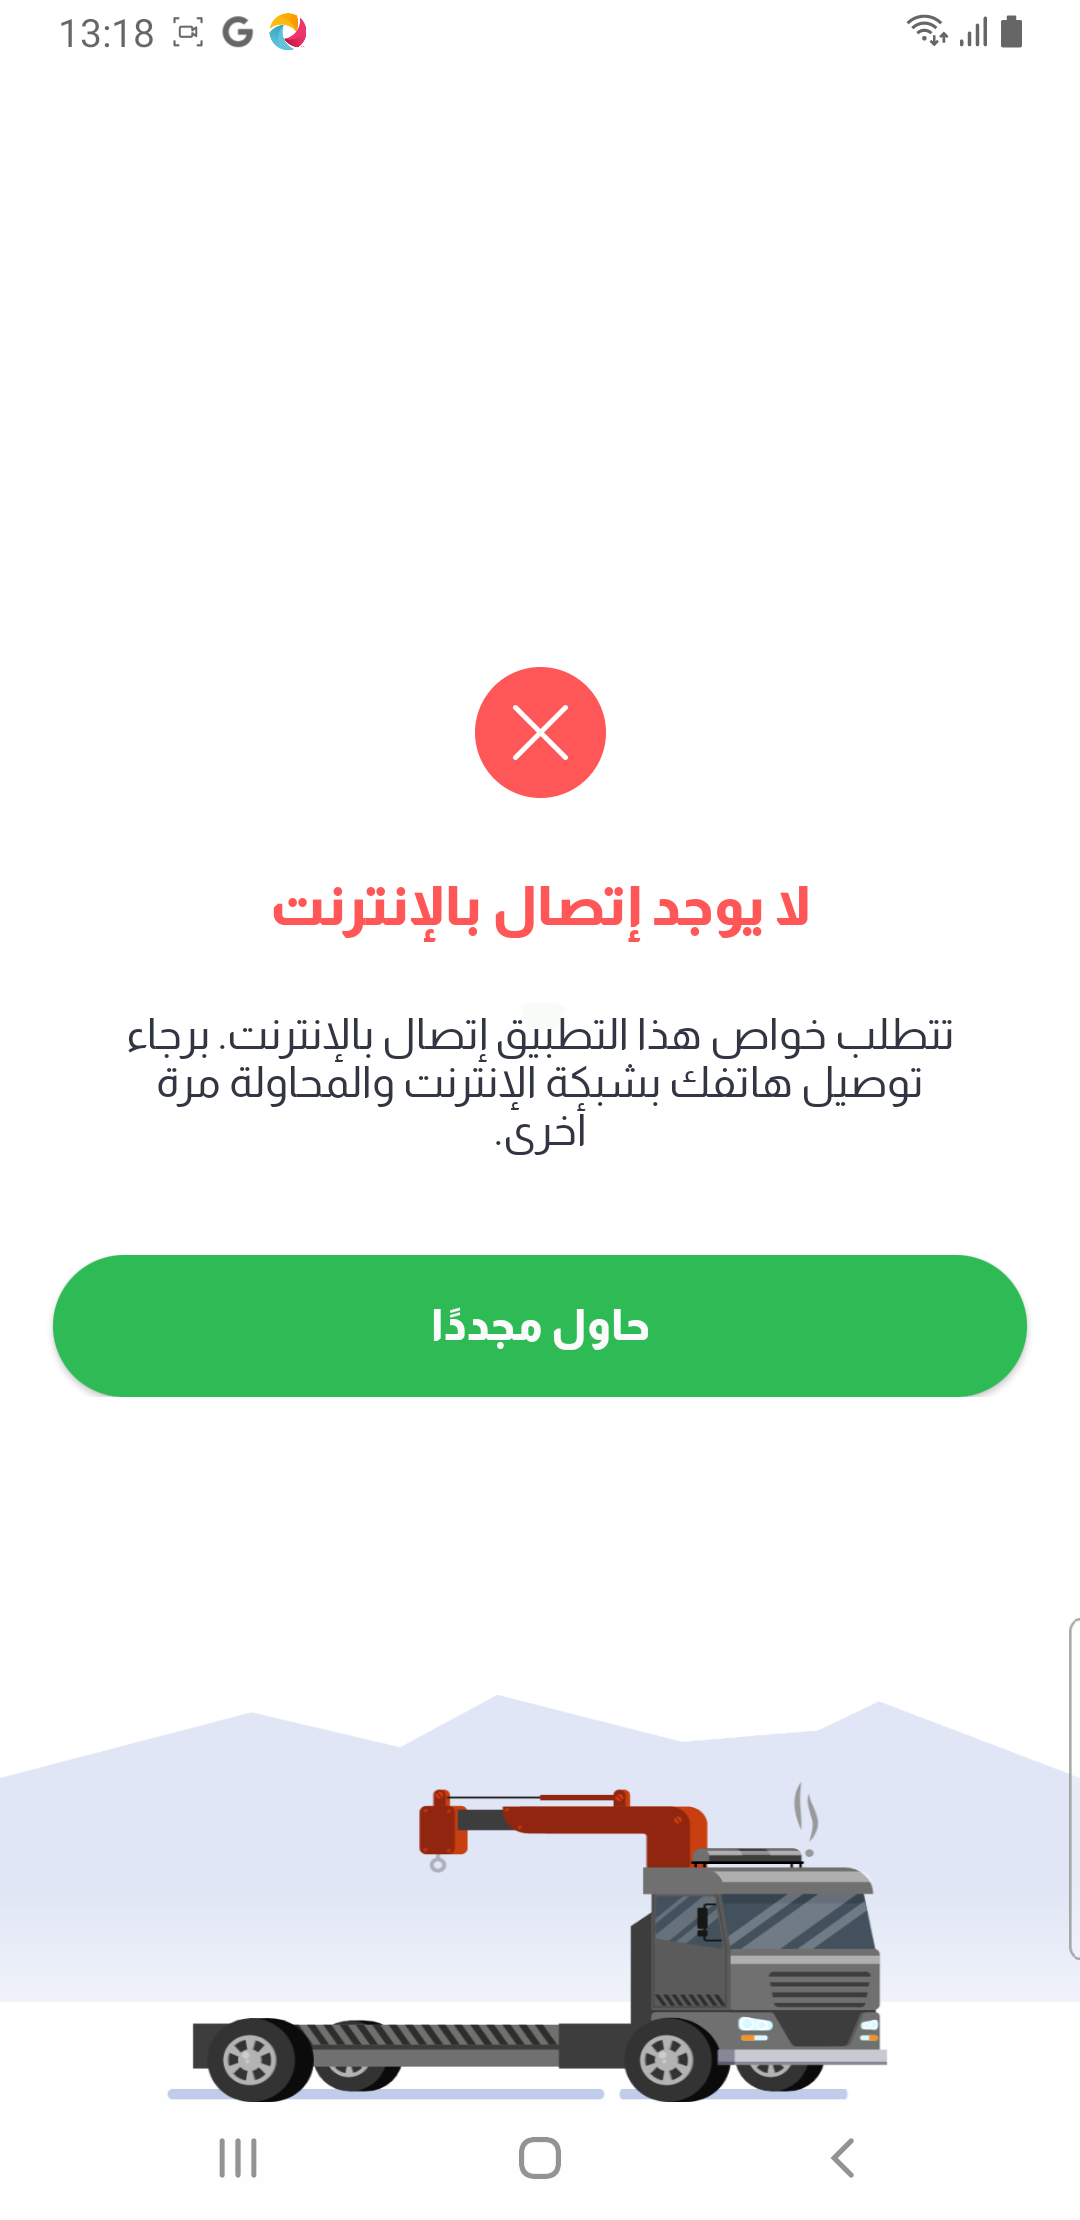 13:18
لا يوجد إتصال بالإنترنت
تتطلب خواص هذا التطبيق إتصال بالإنترنت. برجاء
توصيل هاتفك بشبكة الإنترنت والمحاولة مرة
أخرى.
حاول مجددًا